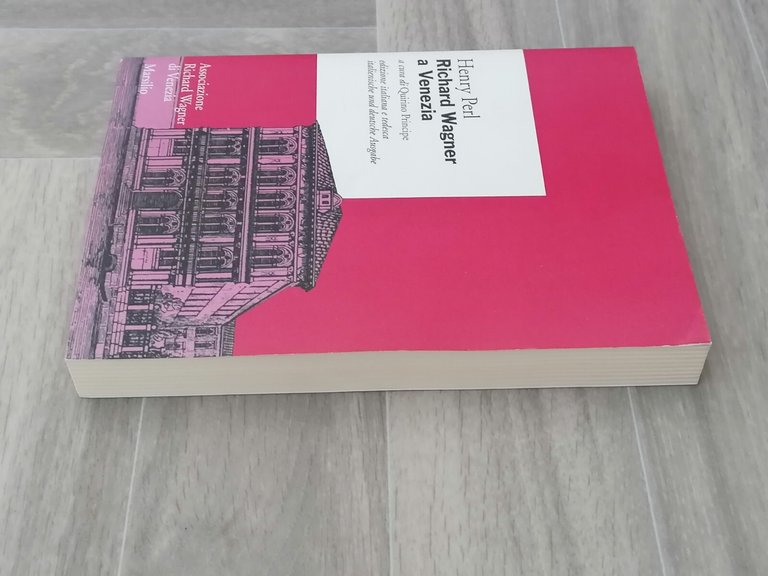 Henry Perl
Richard Wagner
a Venezia
a cura di Quirino Principe
edizione italiana e tedesca
italienische und deutsche Ausgabe
Associazione
Richard Wagner
di Venezia
Marsilio